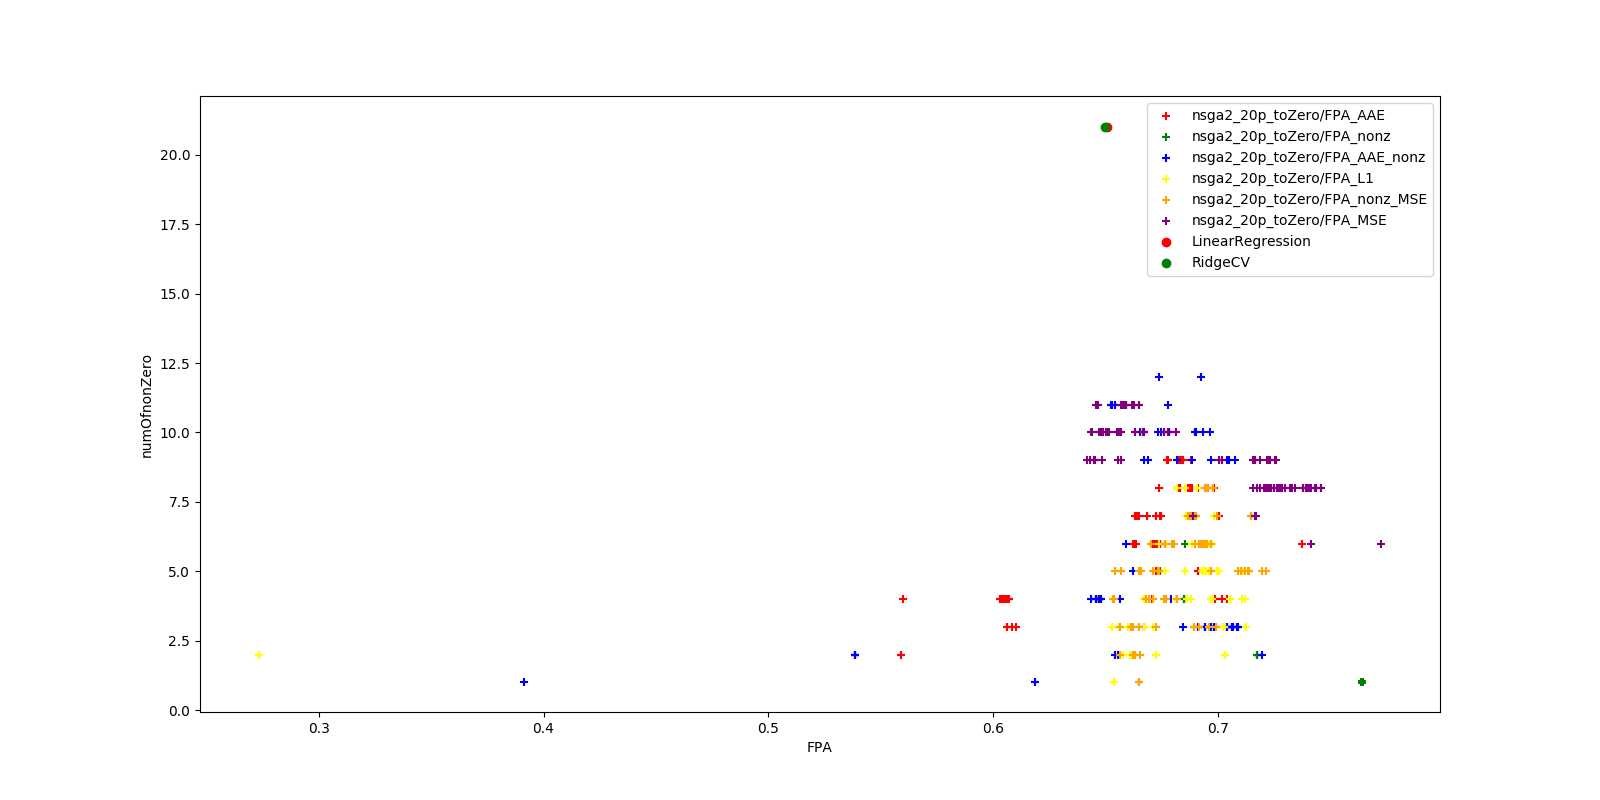 nsga2_20p_toZero/FPA_AAE
nsga2_20p_toZero/FPA_nonz
nsga2_20p_toZero/FPA_AAE_nonz
nsga2_20p_toZero/FPA_L1
nsga2_20p_toZero/FPA_nonz_MSE
nsga2_20p_toZero/FPA_MSE
LinearRegression
RidgeCV
20.0
17.5
15.0
12.5
10.0
7.5
5.0
2.5
0.0
numOfnonZero
0.3
0.4
0.5
0.6
0.7
FPA